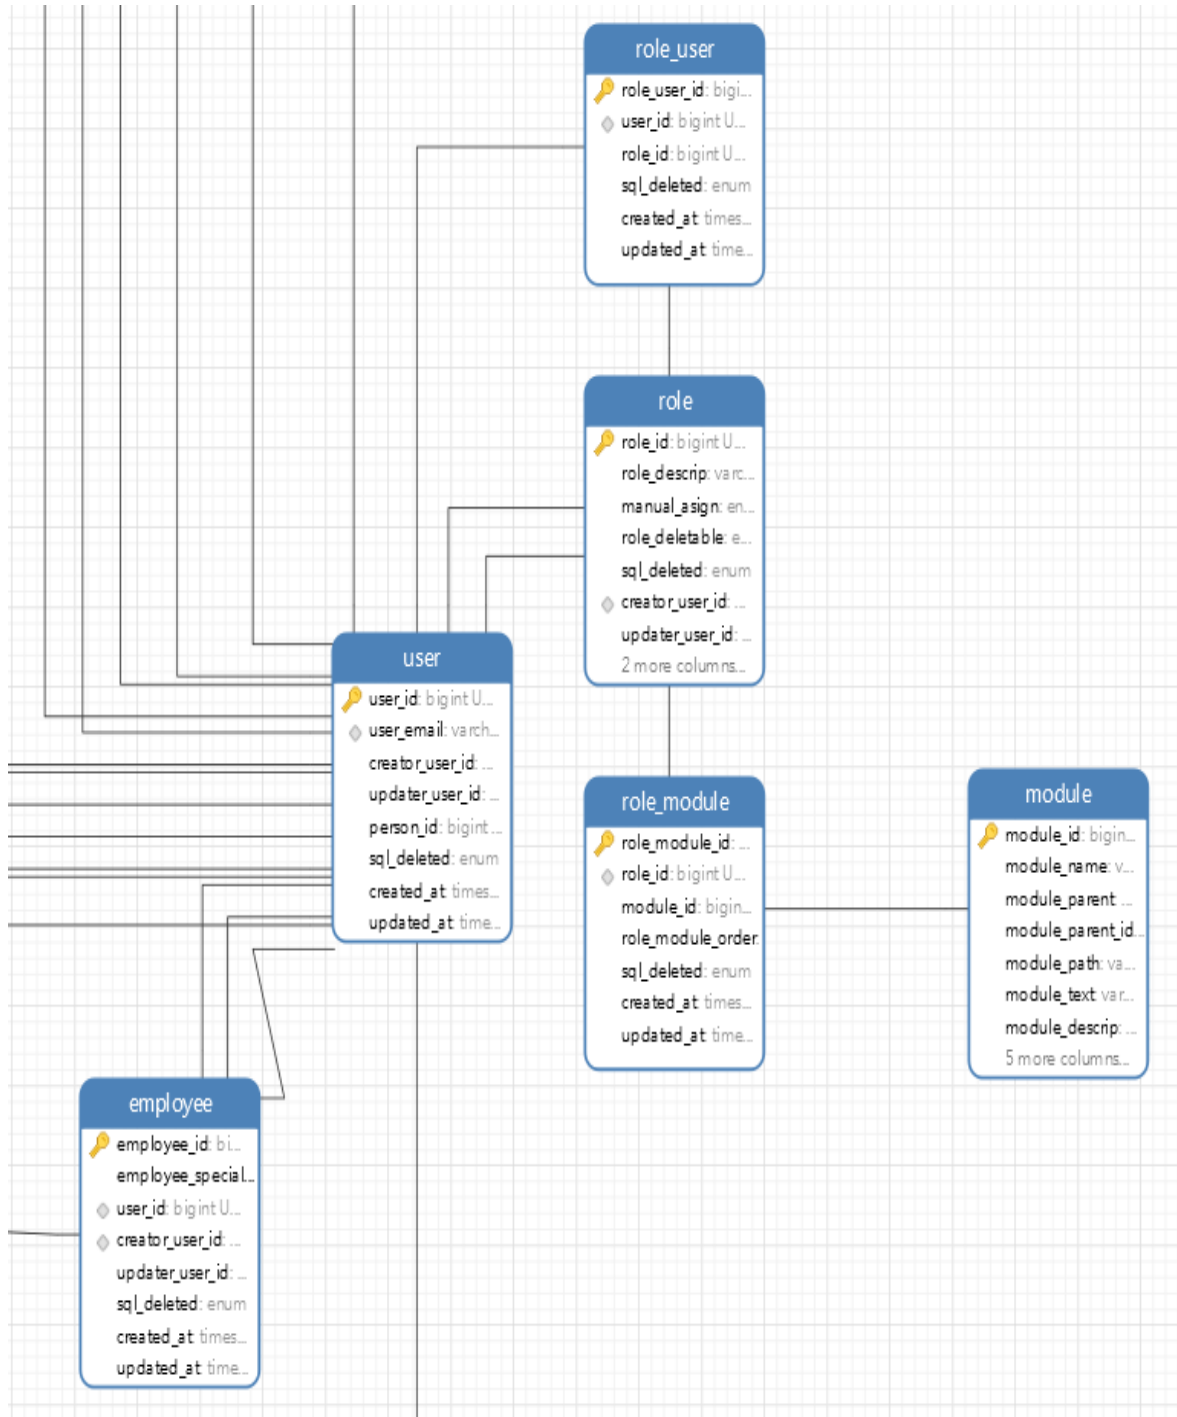 role_user
role_user_id: bigi...
user_id: bigint U...
role_id: bigint U...
sql_deleted: enum
created_at: times...
updated_at: time...
role
role_id: bigint U...
role_descrip: varc...
manual_asign: en...
role_deletable: e...
sql_deleted: enum
creator_user_id: ...
updater_user_id: ...
2 more columns...
user
user_id: bigint U...
user_email: varch...
creator_user_id: ...
updater_user_id: ...
person_id: bigint ...
sql_deleted: enum
created_at: times...
updated_at: time...
role_module
role_module_id: ...
role_id: bigint U...
module_id: bigin...
role_module_order:
sql_deleted: enum
created_at: times...
updated_at: time...
module
module_id: bigin...
module_name: v...
module_parent: ...
module_parent_id...
module_path: va...
module_text: var...
module_descrip: ...
5 more columns...
employee
employee_id: bi...
employee_special...
user_id: bigint U...
creator_user_id: ...
updater_user_id: ...
sql_deleted: enum
created_at: times...
updated_at: time...